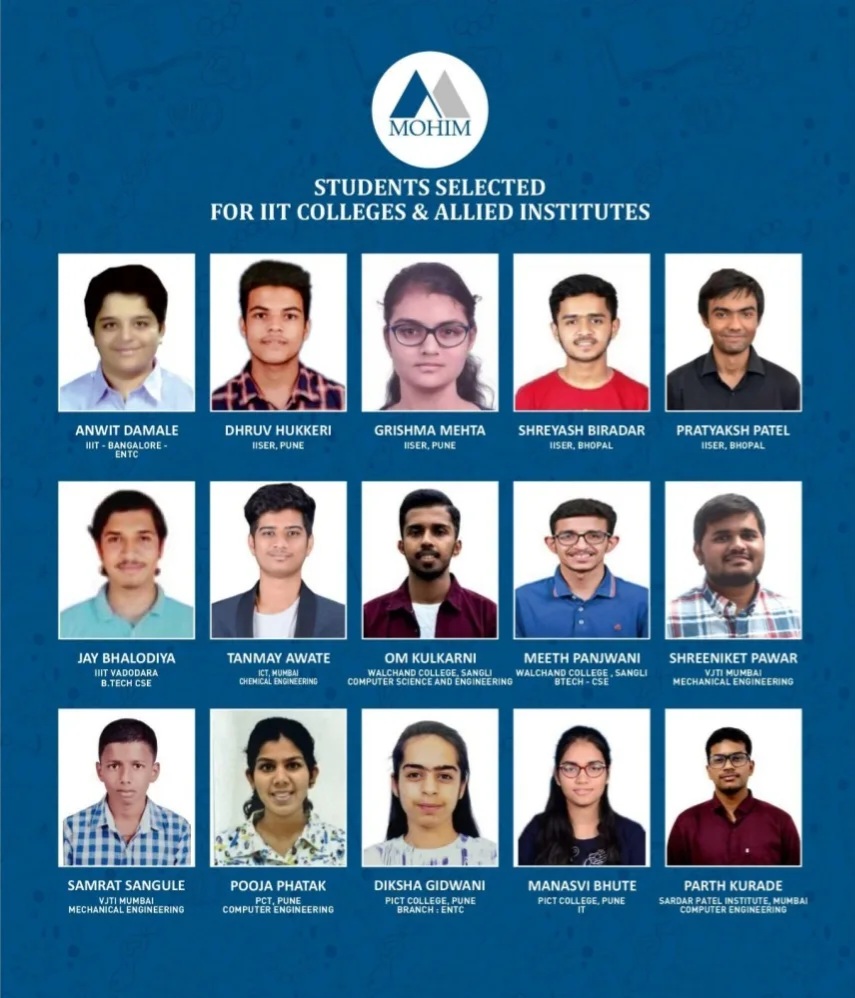 MOHIM
STUDENTS SELECTED
FOR IIT COLLEGES & ALLIED INSTITUTES
ANWIT DAMALE
IIIT - BANGALORE -
ENTC
DHRUV HUKKERI
IISER, PUNE
GRISHMA MEHTA
IISER, PUNE
SHREYASH BIRADAR
IISER, BHOPAL
PRATYAKSH PATEL
IISER, BHOPAL
JAY BHALODIYA
IIIT VADODARA
B.TECH CSE
TANMAY AWATE
ICT, MUMBAI
CHEMICAL ENGINEERING
OM KULKARNI
WALCHAND COLLEGE, SANGLI
COMPUTER SCIENCE AND ENGINEERING
MEETH PANJWANI
WALCHAND COLLEGE , SANGLI
BTECH - CSE
SHREENIKET PAWAR
VJTI MUMBAI
MECHANICAL ENGINEERING
SAMRAT SANGULE
VJTI MUMBAI
MECHANICAL ENGINEERING
POOJA PHATAK
PCT, PUNE
COMPUTER ENGINEERING
DIKSHA GIDWANI
PICT COLLEGE, PUNE
BRANCH : ENTC
MANASVI BHUTE
PICT COLLEGE, PUNE
IT
PARTH KURADE
SARDAR PATEL INSTITUTE, MUMBAI
COMPUTER ENGINEERING